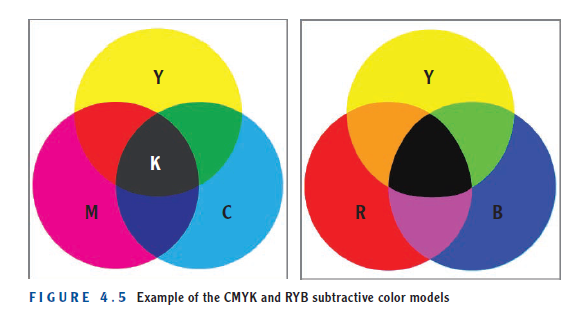 Y
K
M
C
Y
R
B
FIGURE 4.5 Example of the CMYK and RYB subtractive color models